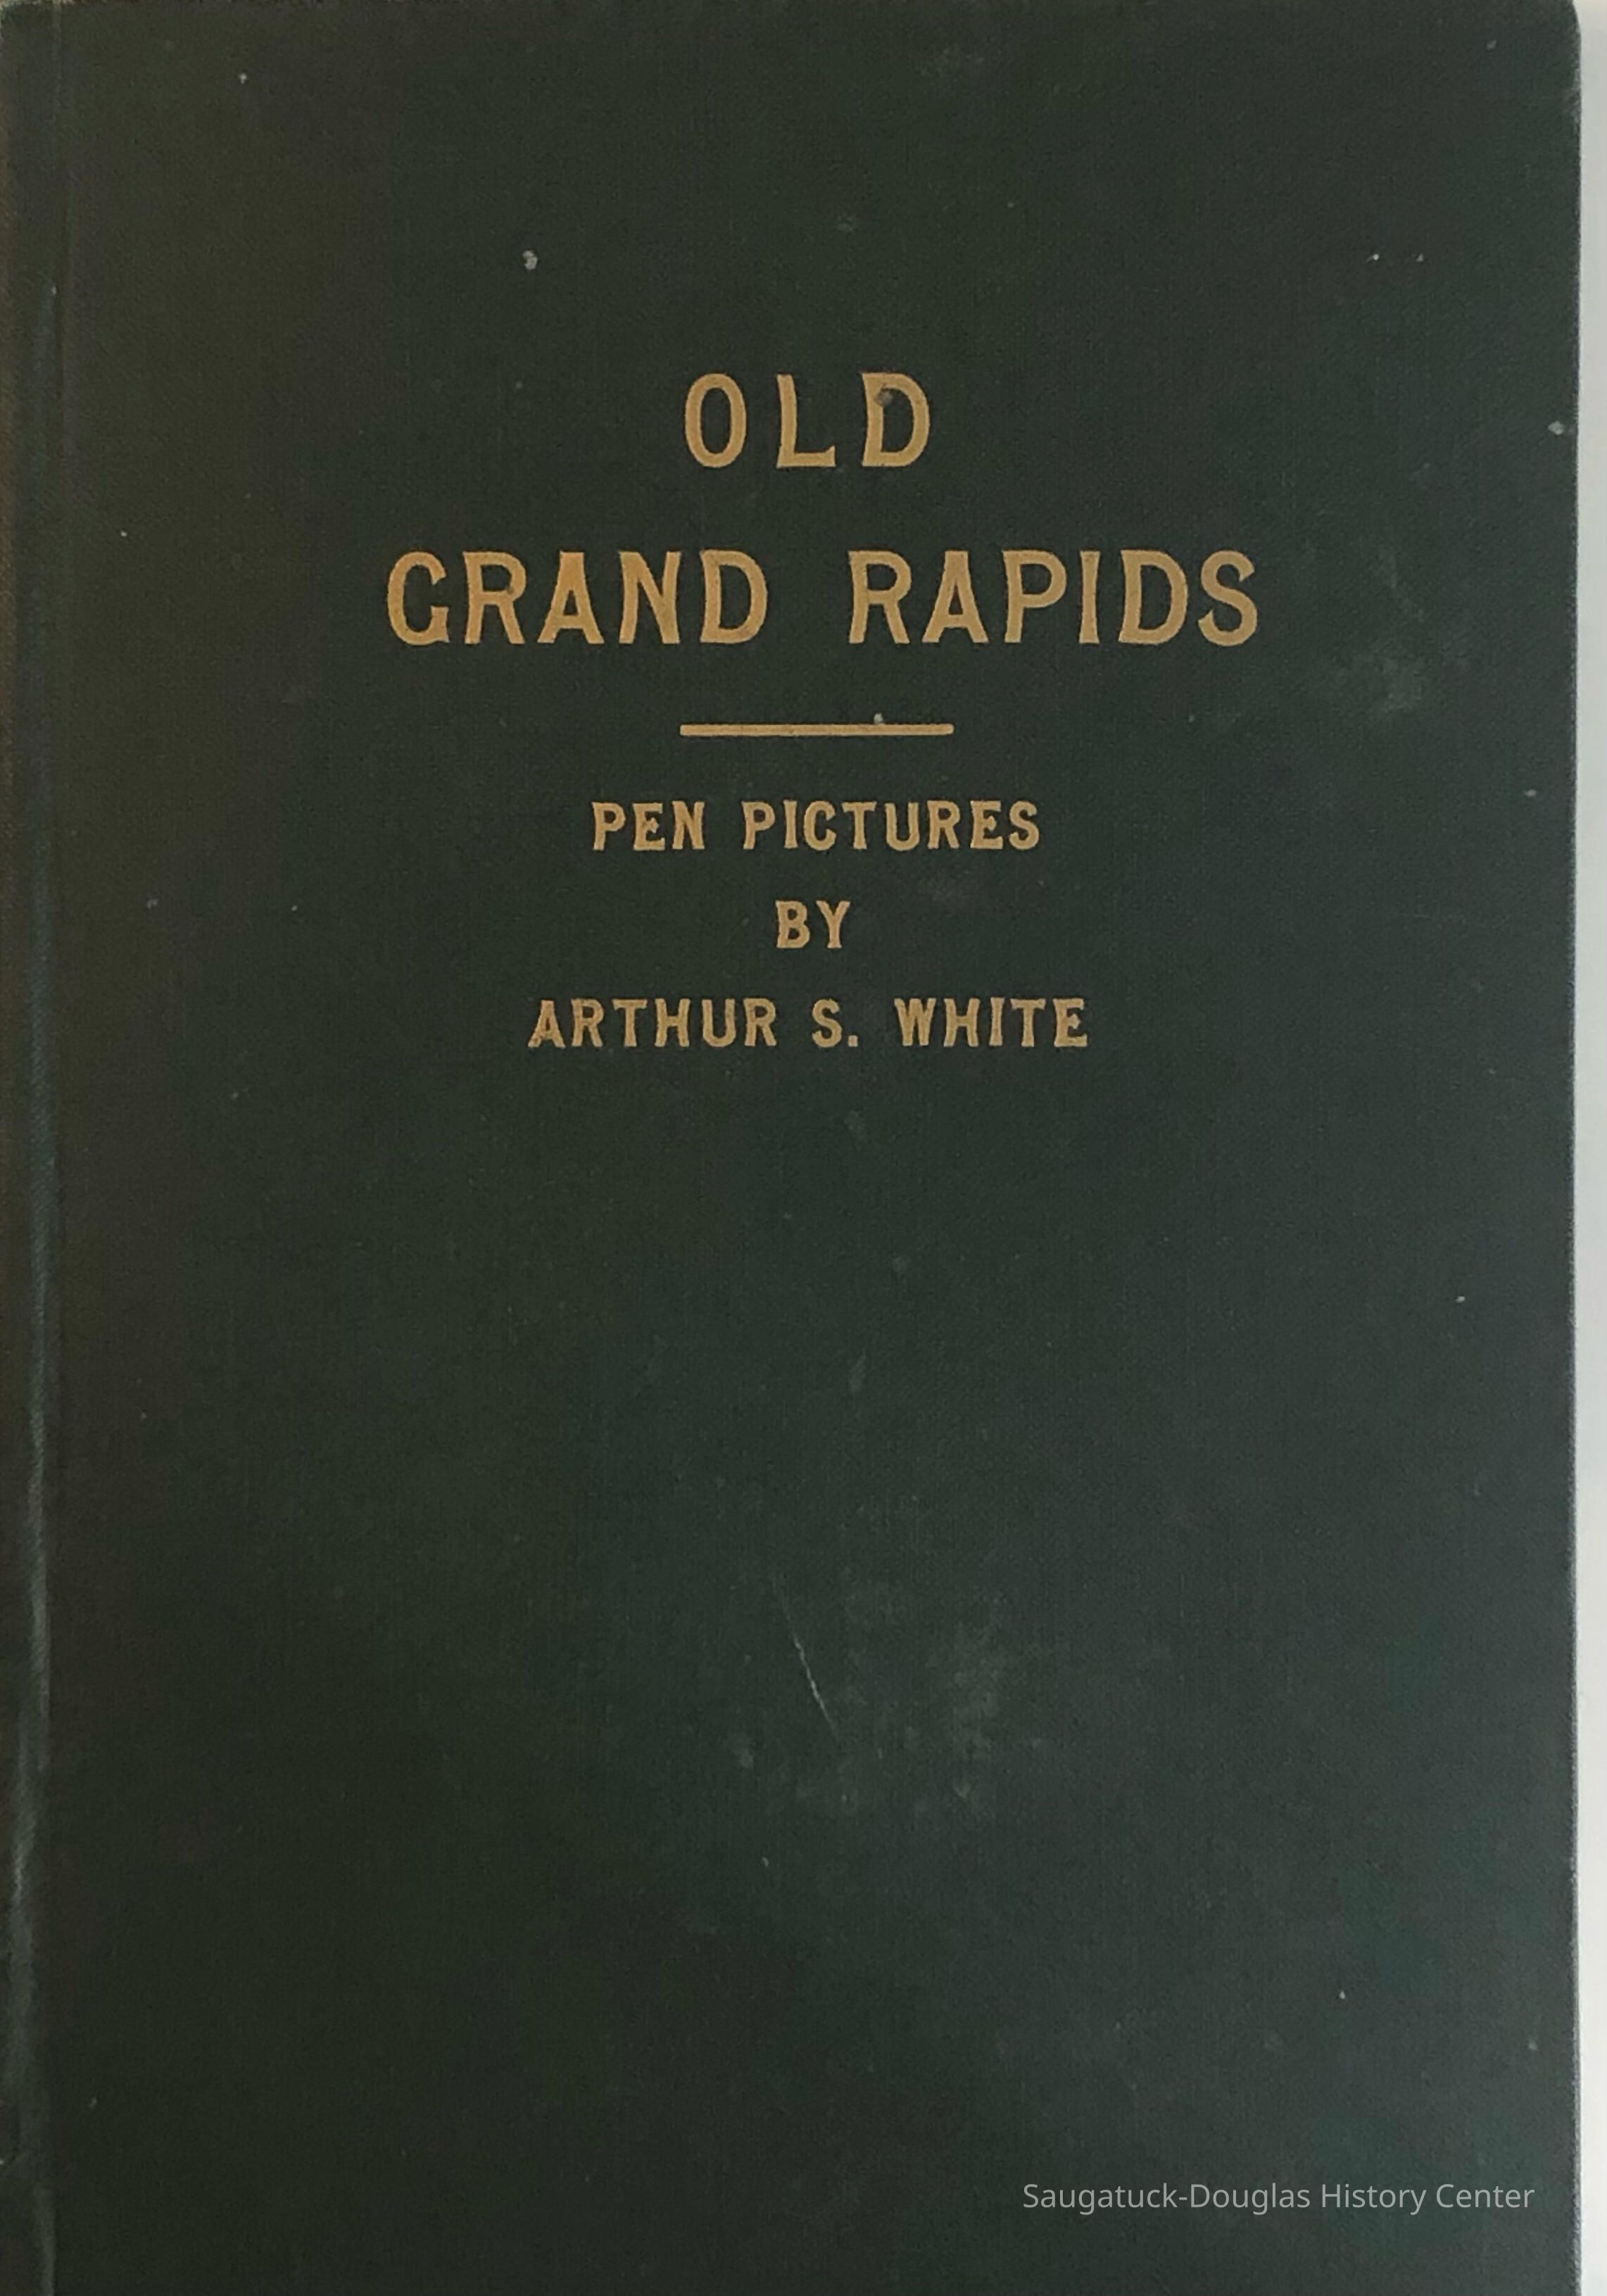 OLD
GRAND RAPIDS
PEN PICTURES
BY
ARTHUR S. WHITE
Saugatuck-Douglas History Center